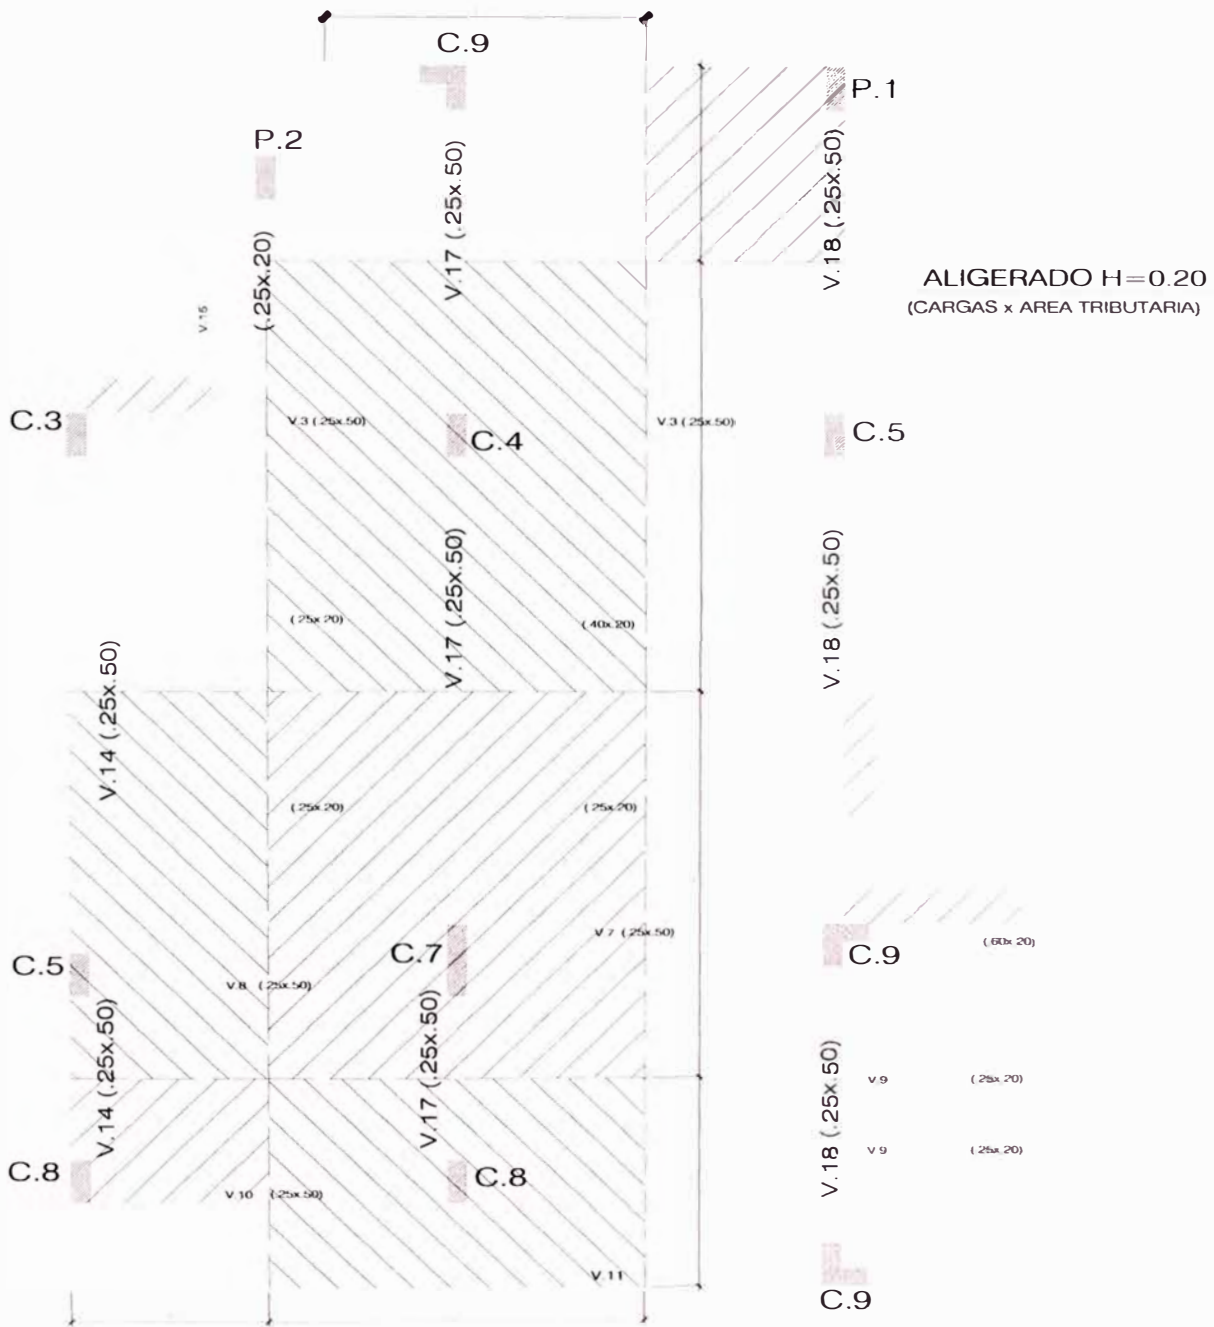 C.9
P.1
P.2
V.17 (.25x.50)
V.18 (.25x.50)
(.25x.20)
ALIGERADO H=0.20
(CARGAS x AREA TRIBUTARIA)
V.15
C.3
V.3 (.25x.50)
C.4
V.3 (.25x.50)
C.5
V.17 (.25x.50)
V.18 (.25x.50)
(.25x.20)
(.40x.20)
V.14 (.25x.50)
(.25x.20)
(.25x.20)
V.7 (.25x.50)
C.7
C.9
(.60x.20)
C.5
V.8 (.25x.50)
V.14 (.25x.50)
V.17 (.25x.50)
V.18 (.25x.50)
V.9 (.25x.20)
V.9 (.25x.20)
C.8
V.10 (.25x.50)
C.8
V.11
C.9